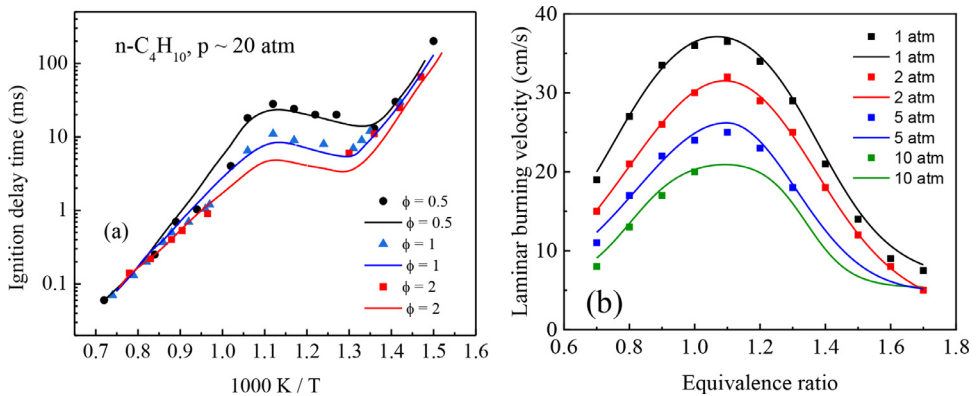 n-C4H10, p ~ 20 atm
Ignition delay time (ms)
100
10
1
0.1
(a)
ϕ = 0.5
ϕ = 0.5
ϕ = 1
ϕ = 1
ϕ = 2
ϕ = 2
0.7 0.8 0.9 1.0 1.1 1.2 1.3 1.4 1.5 1.6
1000 K / T
Laminar burning velocity (cm/s)
40
30
20
10
0
1 atm
1 atm
2 atm
2 atm
5 atm
5 atm
10 atm
10 atm
(b)
0.6 0.8 1.0 1.2 1.4 1.6 1.8
Equivalence ratio